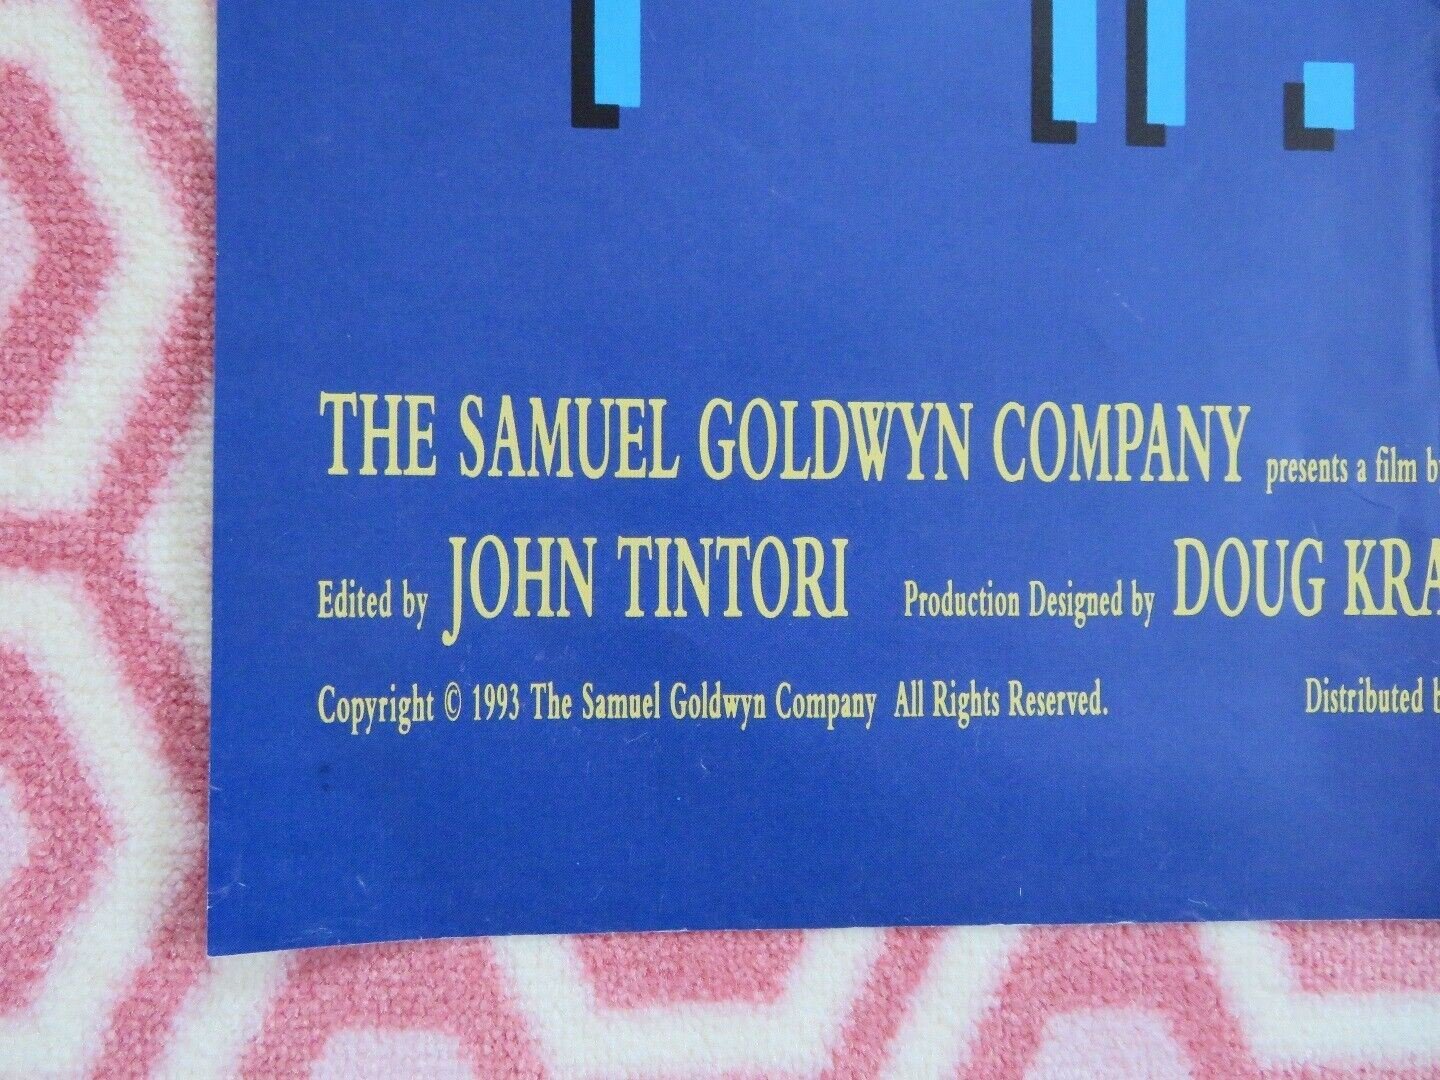 THE SAMUEL GOLDWYN COMPANY presents a film
Edited by JOHN TINTORI Production Designed by DOUG
Copyright © 1993 The Samuel Goldwyn Company All Rights Reserved. Distributed